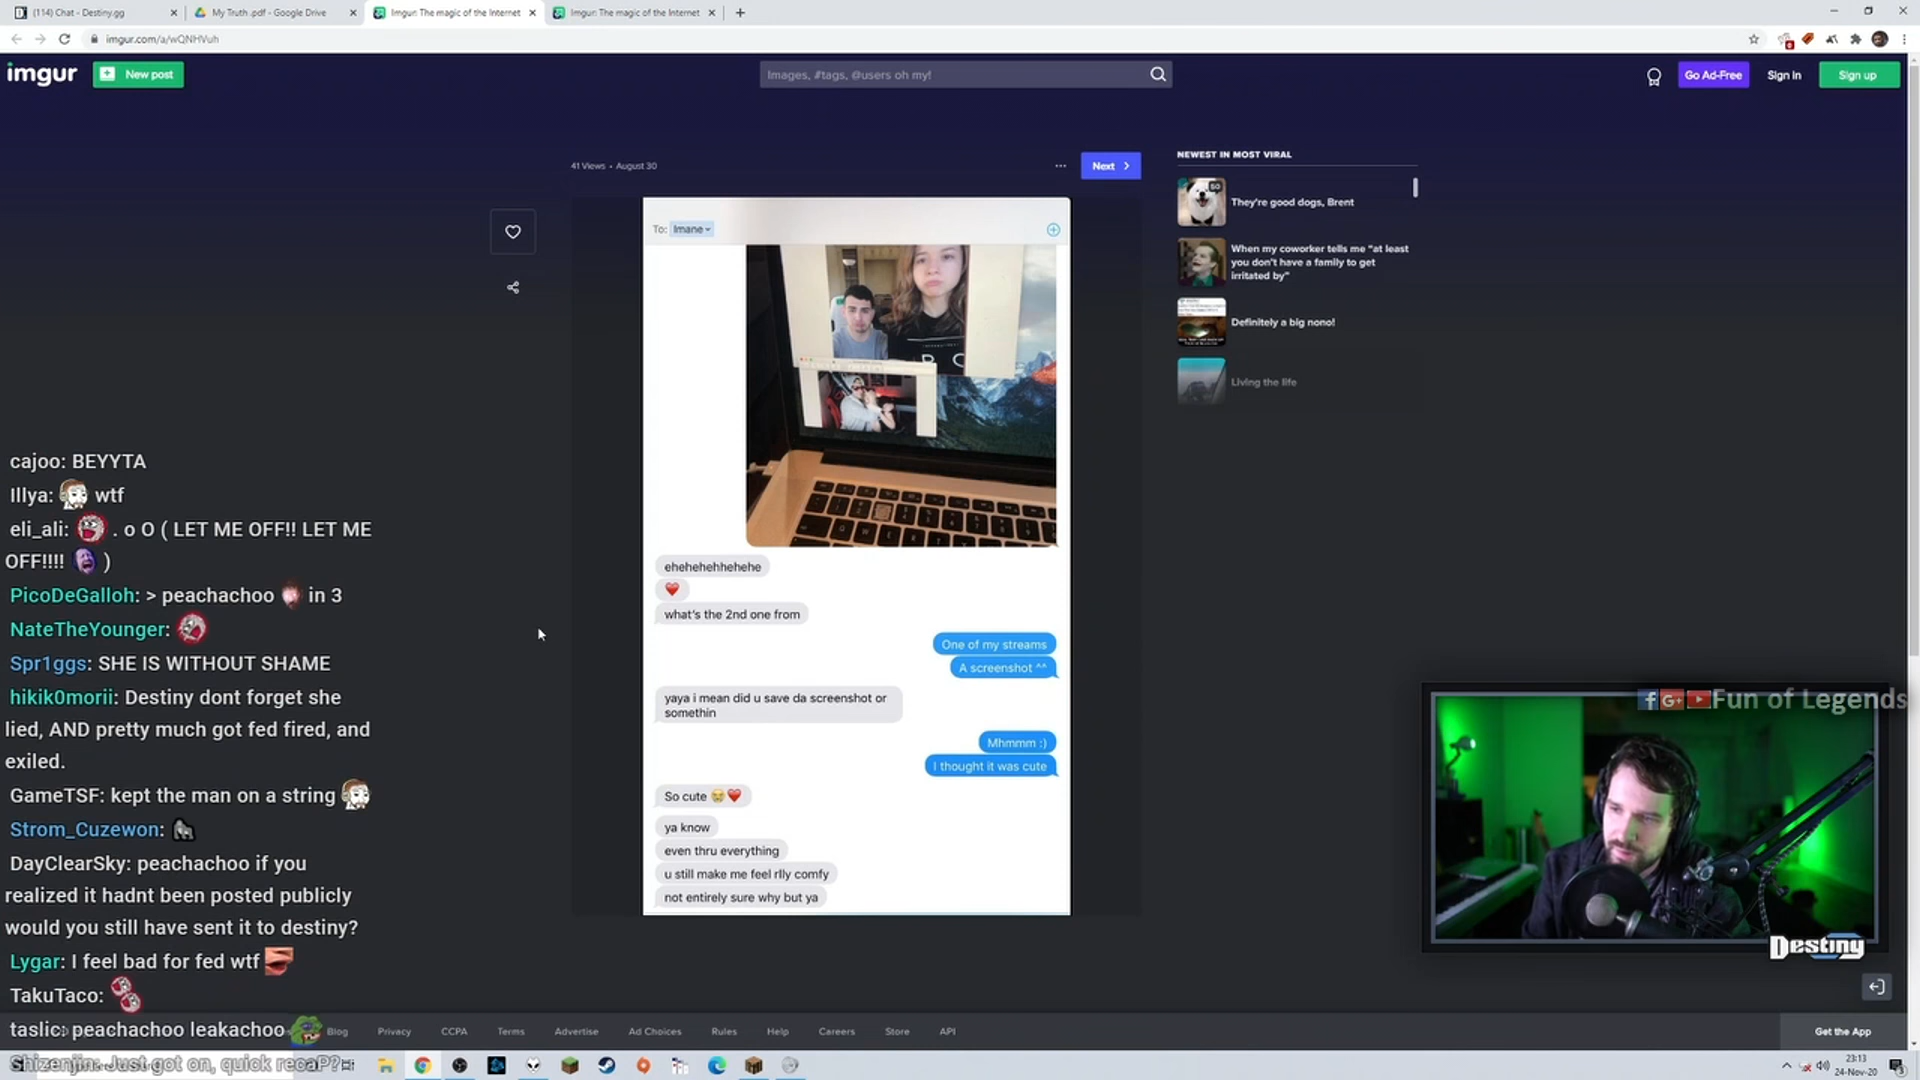 (114) Chat - Destiny.gg
My Truth .pdf - Google Drive
Imgur: The magic of the Internet
Imgur: The magic of the Internet
imgur.com/a/wQNHVuh
imgur
New post
Images, #tags, @users oh my!
Go Ad-Free
Sign in
Sign up
41 Views • August 30
Next
To: Imane
ehehehehhehehe
what's the 2nd one from
One of my streams
A screenshot ^^
yaya i mean did u save da screenshot or
somethin
Mhmmm :)
I thought it was cute
So cute 😭❤️
ya know
even thru everything
u still make me feel rlly comfy
not entirely sure why but ya
NEWEST IN MOST VIRAL
50
They're good dogs, Brent
When my coworker tells me "at least
you don't have a family to get
irritated by"
Definitely a big nono!
Living the life
cajoo: BEYYTA
Illya: wtf
eli_ali: . o O ( LET ME OFF!! LET ME
OFF!!!! )
PicoDeGalloh: > peachachoo in 3
NateTheYounger:
Spr1ggs: SHE IS WITHOUT SHAME
hikik0morii: Destiny dont forget she
lied, AND pretty much got fed fired, and
exiled.
GameTSF: kept the man on a string
Strom_Cuzewon:
DayClearSky: peachachoo if you
realized it hadnt been posted publicly
would you still have sent it to destiny?
Lygar: I feel bad for fed wtf
TakuTaco:
taslic: peachachoo leakachoo
Shizenjin: Just got on, quick recaP?
Fun of Legends
Destiny
Blog
Privacy
CCPA
Terms
Advertise
Ad Choices
Rules
Help
Careers
Store
API
Get the App
23:13
24-Nov-20